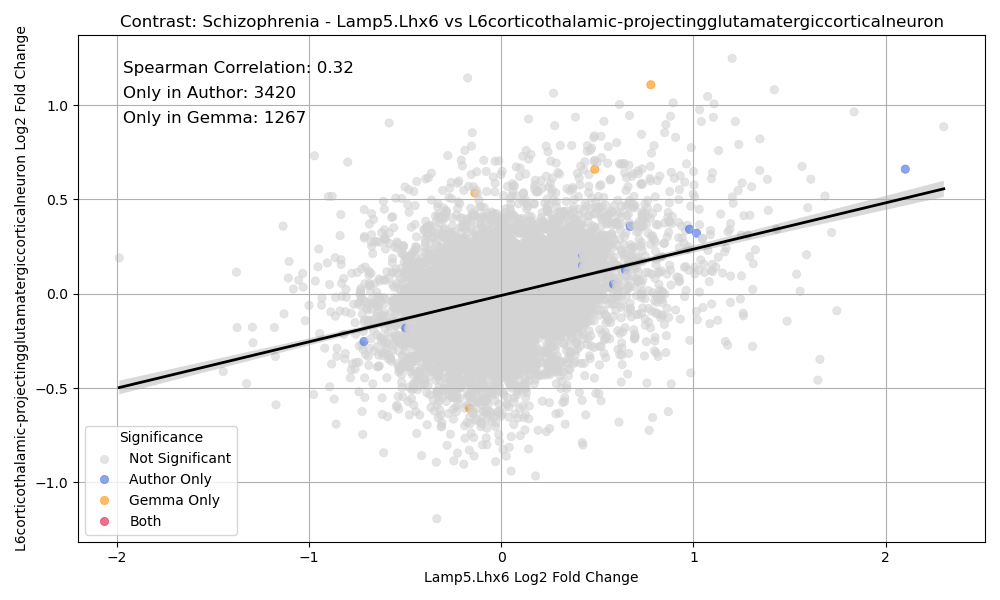 Contrast: Schizophrenia - Lamp5.Lhx6 vs L6corticothalamic-projectingglutamatergiccorticalneuron
L6corticothalamic-projectingglutamatergiccorticalneuron Log2 Fold Change
Spearman Correlation: 0.32
Only in Author: 3420
Only in Gemma: 1267
1.0
0.5
0.0
−0.5
−1.0
Significance
Not Significant
Author Only
Gemma Only
Both
−2
−1
0
1
2
Lamp5.Lhx6 Log2 Fold Change